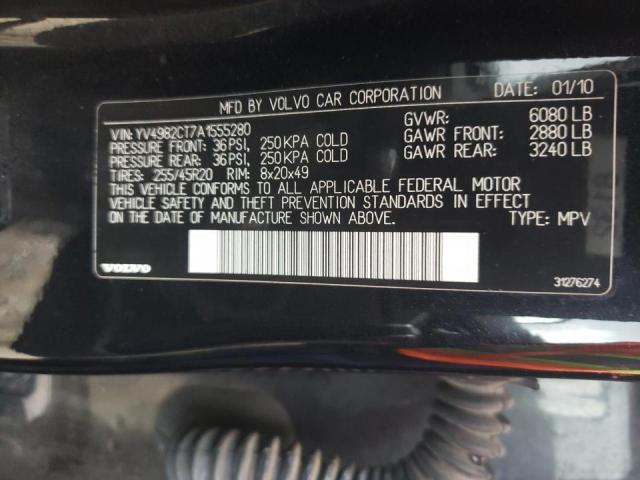 MFD BY VOLVO CAR CORPORATION DATE: 01/10
VIN: YV4982CT7A1555280 GVWR: 6080 LB
PRESSURE FRONT: 36 PSI, 250 KPA COLD GAWR FRONT: 2880 LB
PRESSURE REAR: 36 PSI, 250 KPA COLD GAWR REAR: 3240 LB
TIRES: 255/45R20 RIM: 8x20x49
THIS VEHICLE CONFORMS TO ALL APPLICABLE FEDERAL MOTOR
VEHICLE SAFETY AND THEFT PREVENTION STANDARDS IN EFFECT
ON THE DATE OF MANUFACTURE SHOWN ABOVE. TYPE: MPV
VOLVO 31276274